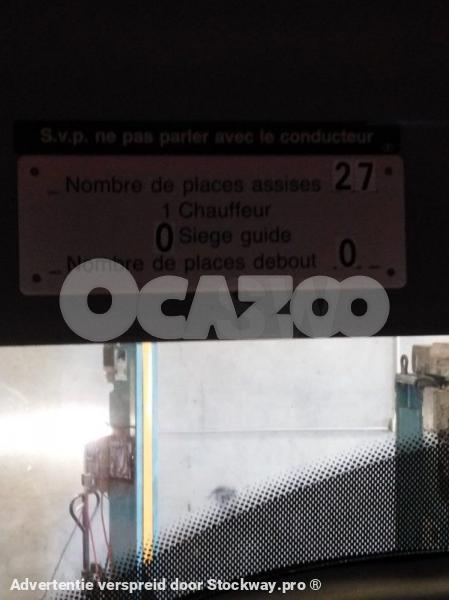 S.v.p. ne pas parler avec le conducteur
_ Nombre de places assises 27
1 Chauffeur
0 Siege guide
_ Nombre de places debout 0
OCAZOO
Advertentie verspreid door Stockway.pro ®